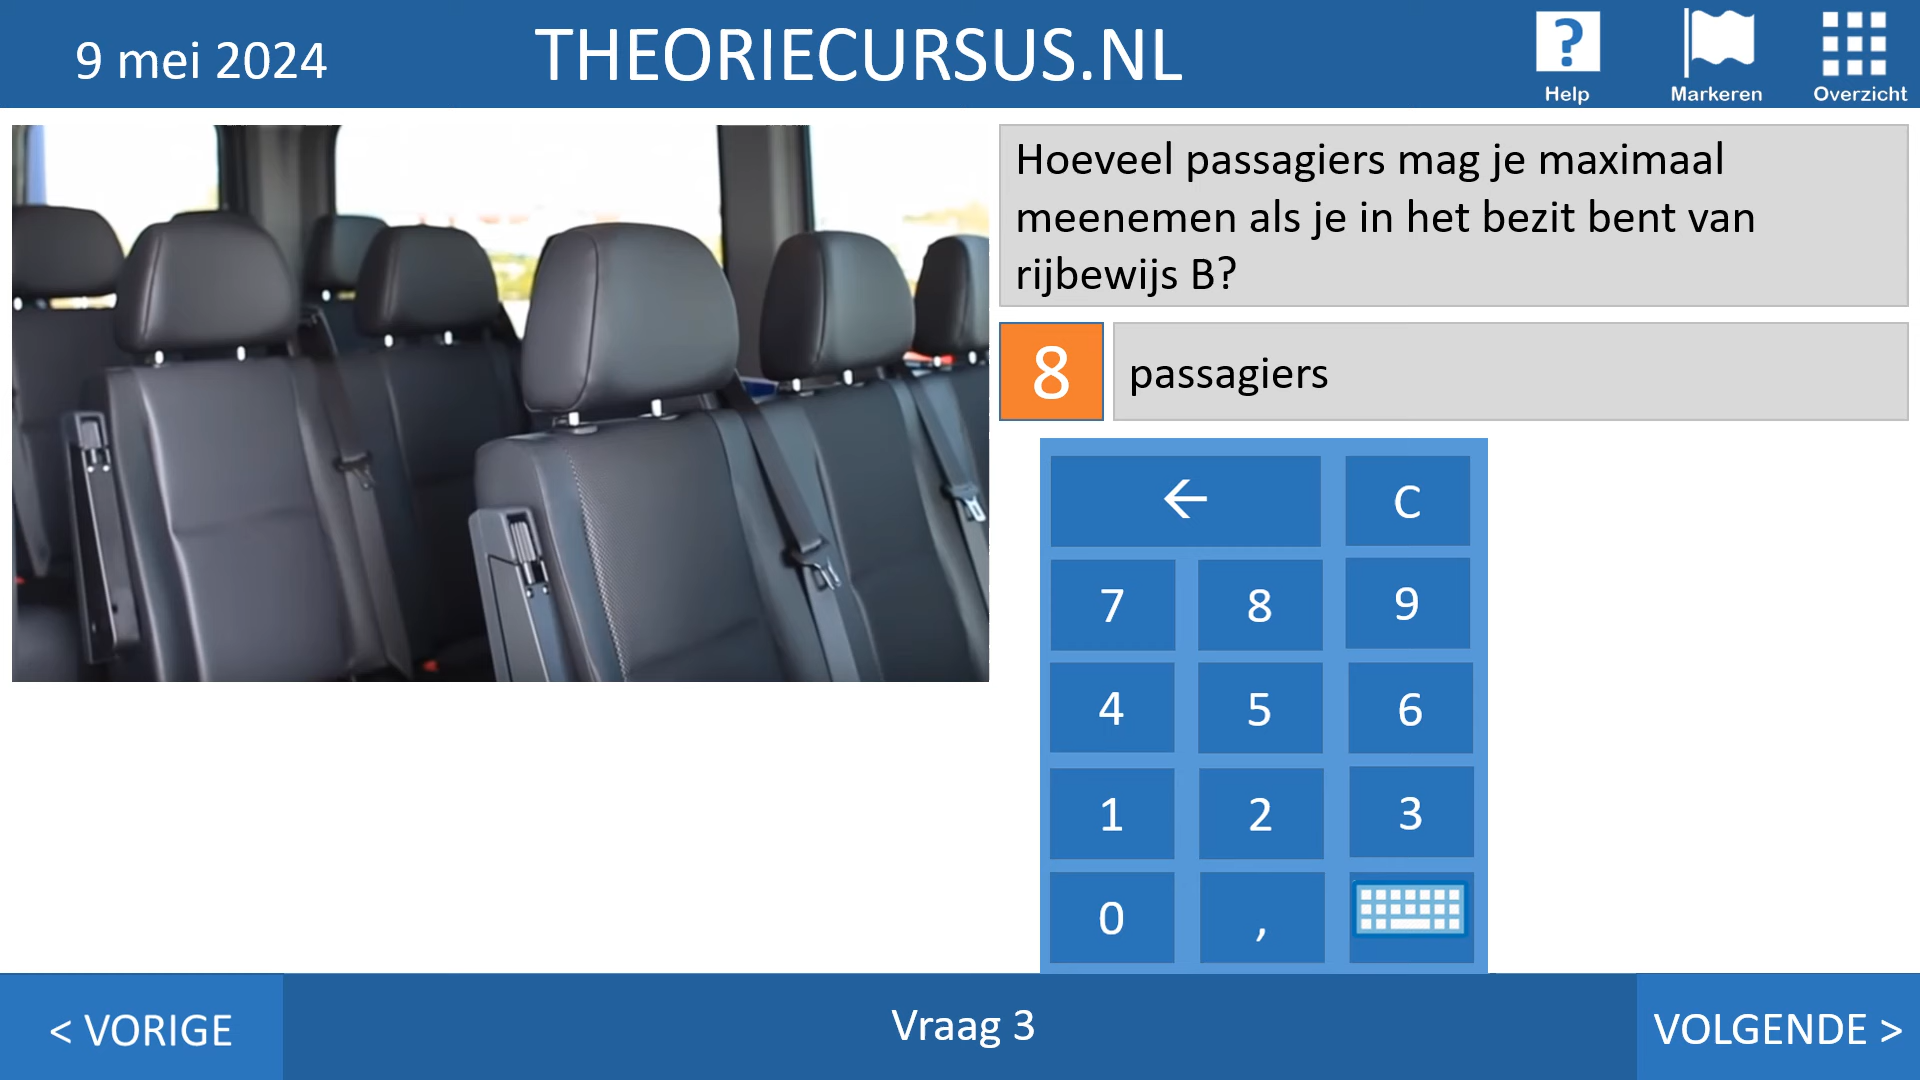 9 mei 2024
THEORIECURSUS.NL
?
Help
Markeren
Overzicht
Hoeveel passagiers mag je maximaal
meenemen als je in het bezit bent van
rijbewijs B?
8
passagiers
← C
7 8 9
4 5 6
1 2 3
0 ,
< VORIGE
Vraag 3
VOLGENDE >